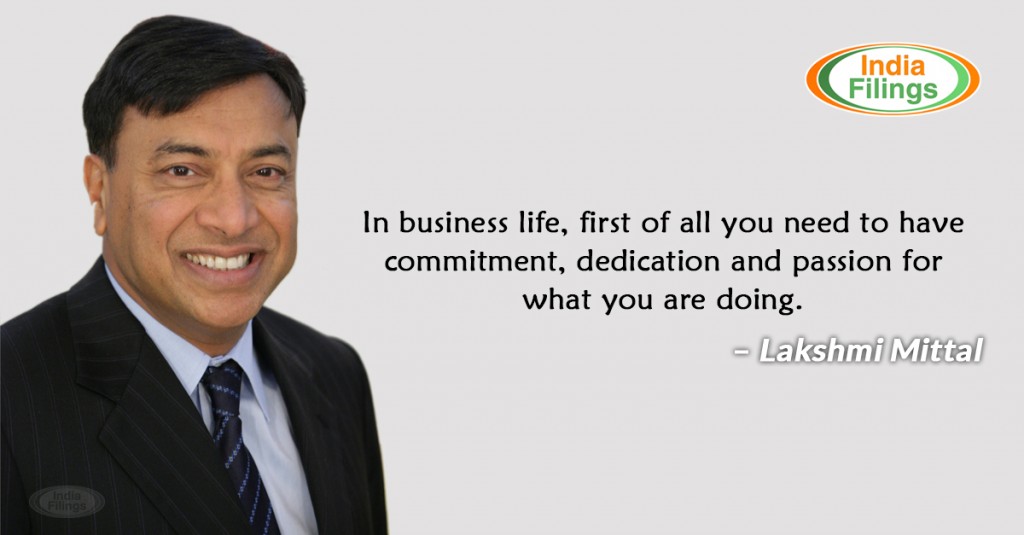 India
Filings
In business life, first of all you need to have
commitment, dedication and passion for
what you are doing.
– Lakshmi Mittal
India
Filings